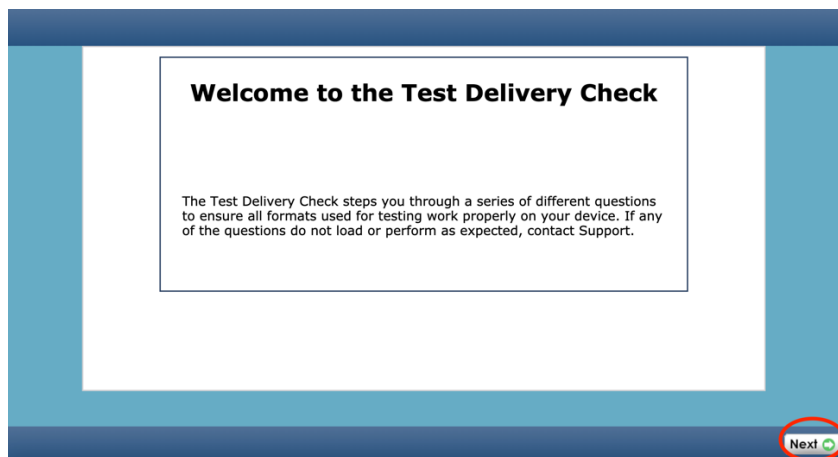 Welcome to the Test Delivery Check
The Test Delivery Check steps you through a series of different questions
to ensure all formats used for testing work properly on your device. If any
of the questions do not load or perform as expected, contact Support.
Next